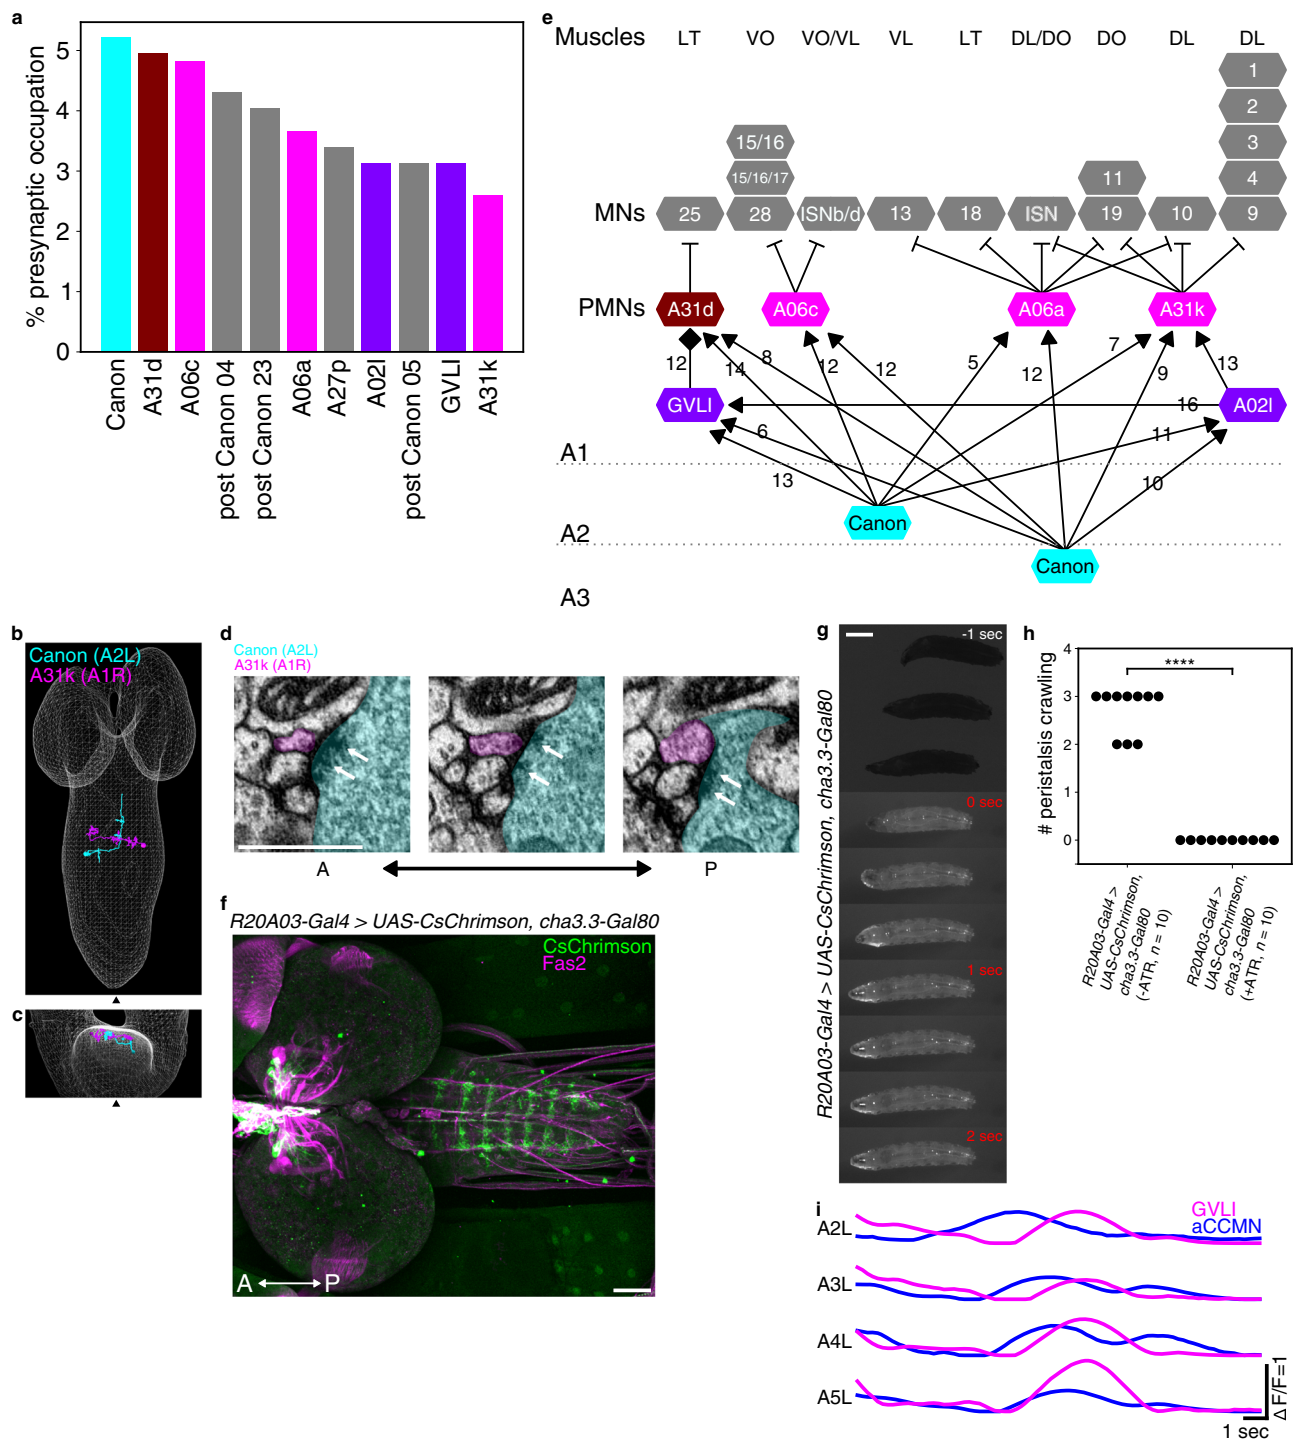 a
% presynaptic occupation
5
4
3
2
1
0
Canon
A31d
A06c
post Canon 04
post Canon 23
A06a
A27p
A02l
post Canon 05
GVLI
A31k
e
Muscles LT VO VO/VL VL LT DL/DO DO DL DL
1
2
15/16 3
15/16/17 11 4
MNs 25 28 ISNb/d 13 18 ISN 19 10 9
PMNs A31d A06c A06a A31k
12 14 8 12 12 5 12 7 9 13
GVLI 16 A02l
6 11
A1
13 10
Canon
A2
Canon
A3
b
Canon (A2L)
A31k (A1R)
c
d
Canon (A2L)
A31k (A1R)
A P
f
R20A03-Gal4 > UAS-CsChrimson, cha3.3-Gal80
CsChrimson
Fas2
A P
g
R20A03-Gal4 > UAS-CsChrimson, cha3.3-Gal80
-1 sec
0 sec
1 sec
2 sec
h
# peristalsis crawling
4
3
2
1
0
****
R20A03-Gal4 >
UAS-CsChrimson,
cha3.3-Gal80
(-ATR, n = 10)
R20A03-Gal4 >
UAS-CsChrimson,
cha3.3-Gal80
(+ATR, n = 10)
i
GVLI
aCCMN
A2L
A3L
A4L
A5L
Δ F/F=1
1 sec